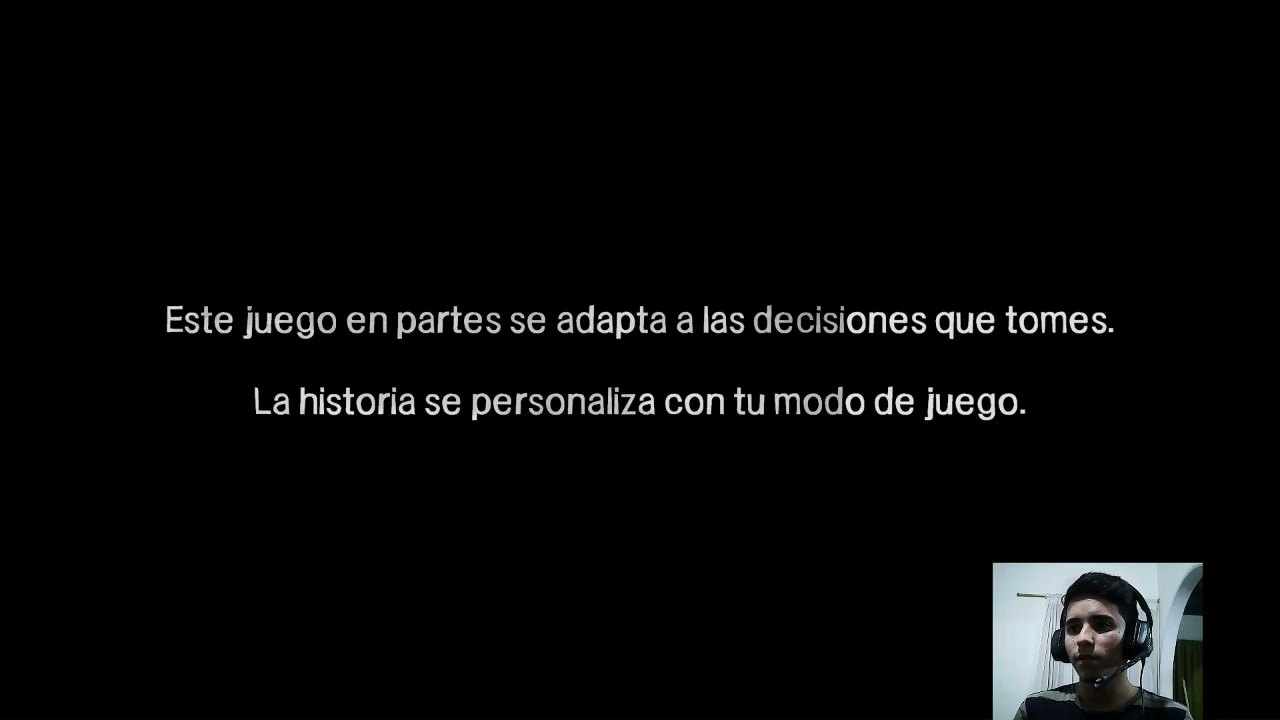 Este juego en partes se adapta a las decisiones que tomes.
La historia se personaliza con tu modo de juego.